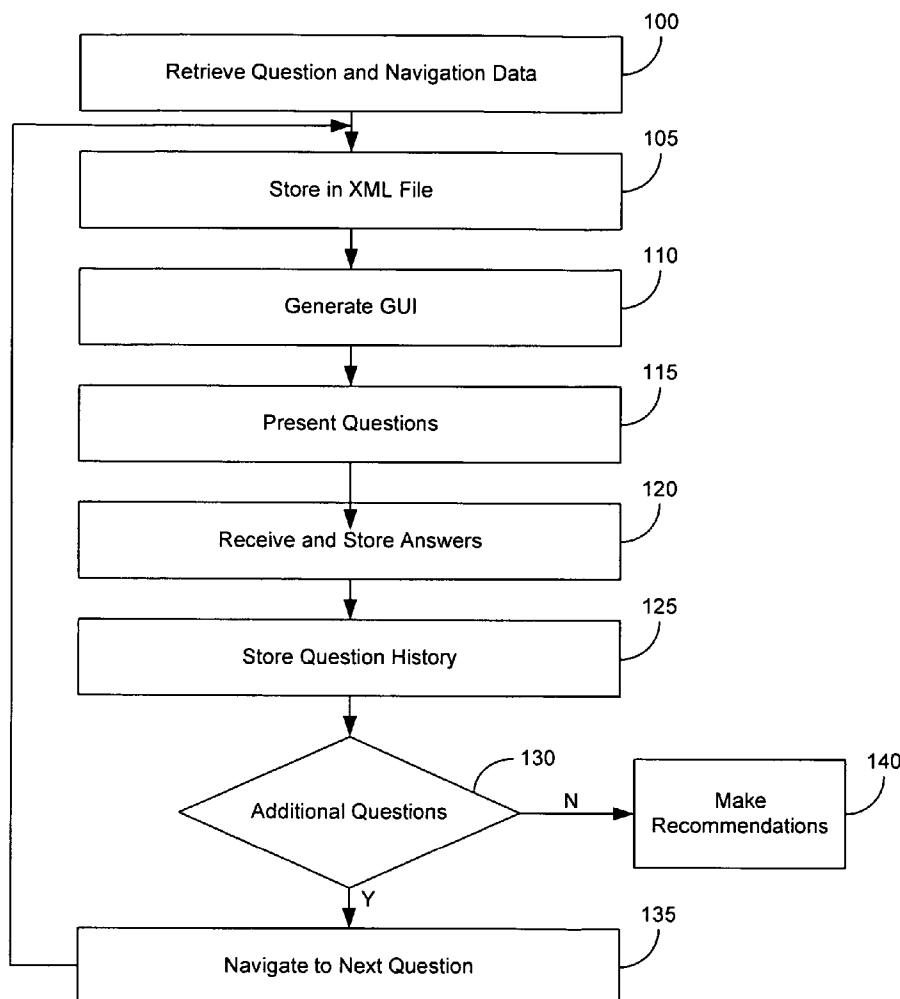 100
Retrieve Question and Navigation Data
105
Store in XML File
110
Generate GUI
115
Present Questions
120
Receive and Store Answers
125
Store Question History
130
Additional Questions
N
140
Make
Recommendations
Y
135
Navigate to Next Question